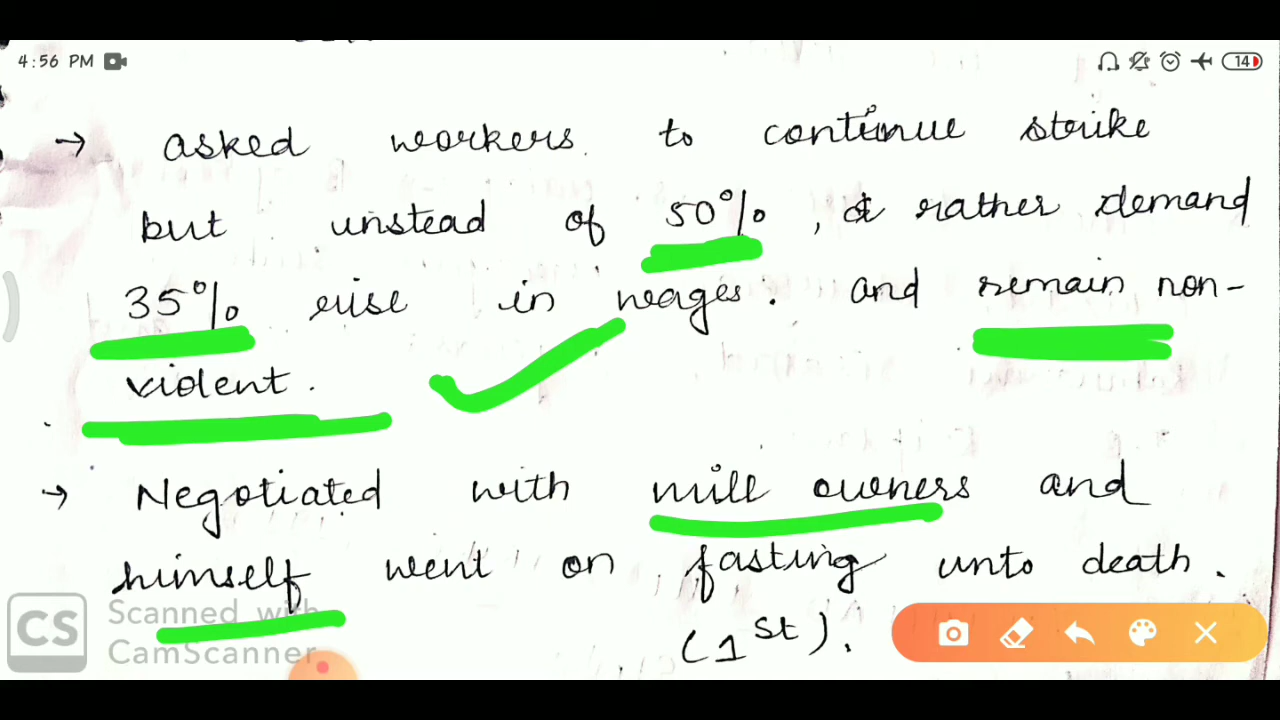 4:56 PM
14
→ asked workers to continue strike
but instead of 50%, rather demand
35% rise in wages. and remain non-
violent.
→ Negotiated with mill owners and
himself went on fasting unto death.
(1st).
CS Scanned with
CamScanner